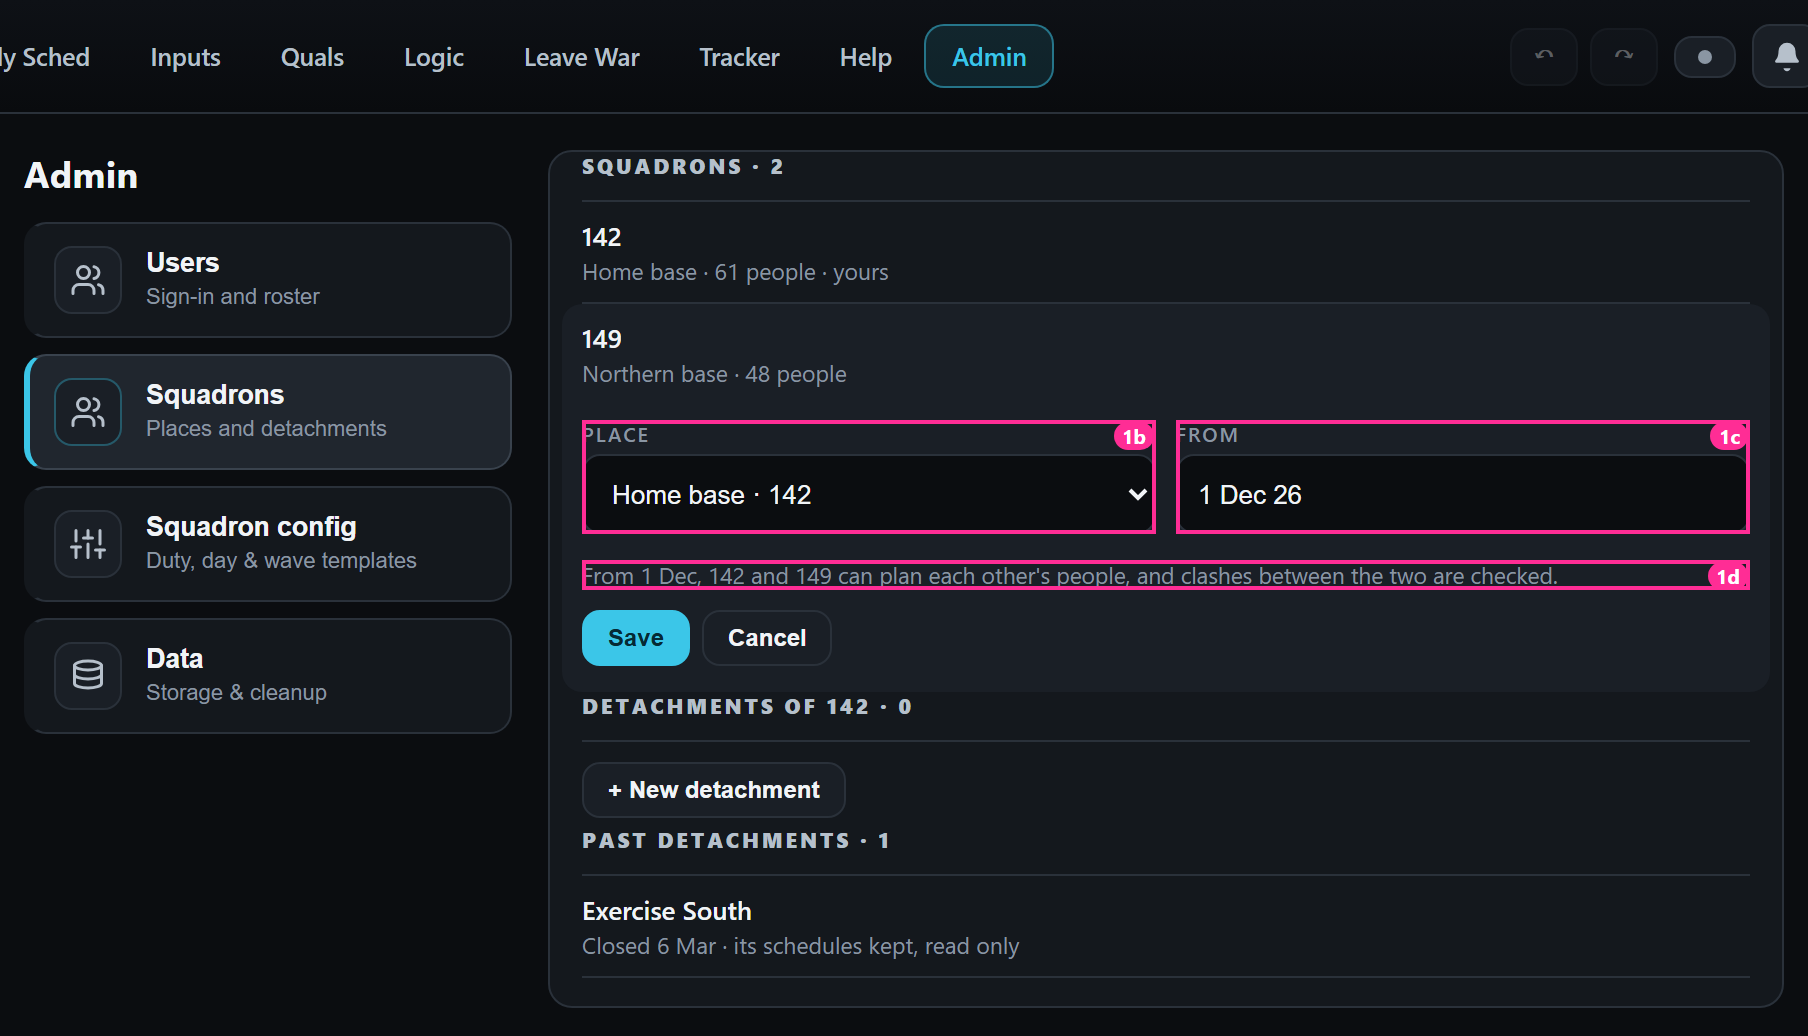 ly Sched Inputs Quals Logic Leave War Tracker Help Admin
Admin
Users
Sign-in and roster
Squadrons
Places and detachments
Squadron config
Duty, day & wave templates
Data
Storage & cleanup
SQUADRONS · 2
142
Home base · 61 people · yours
149
Northern base · 48 people
PLACE 1b
FROM 1c
Home base · 142
1 Dec 26
From 1 Dec, 142 and 149 can plan each other's people, and clashes between the two are checked. 1d
Save Cancel
DETACHMENTS OF 142 · 0
+ New detachment
PAST DETACHMENTS · 1
Exercise South
Closed 6 Mar · its schedules kept, read only